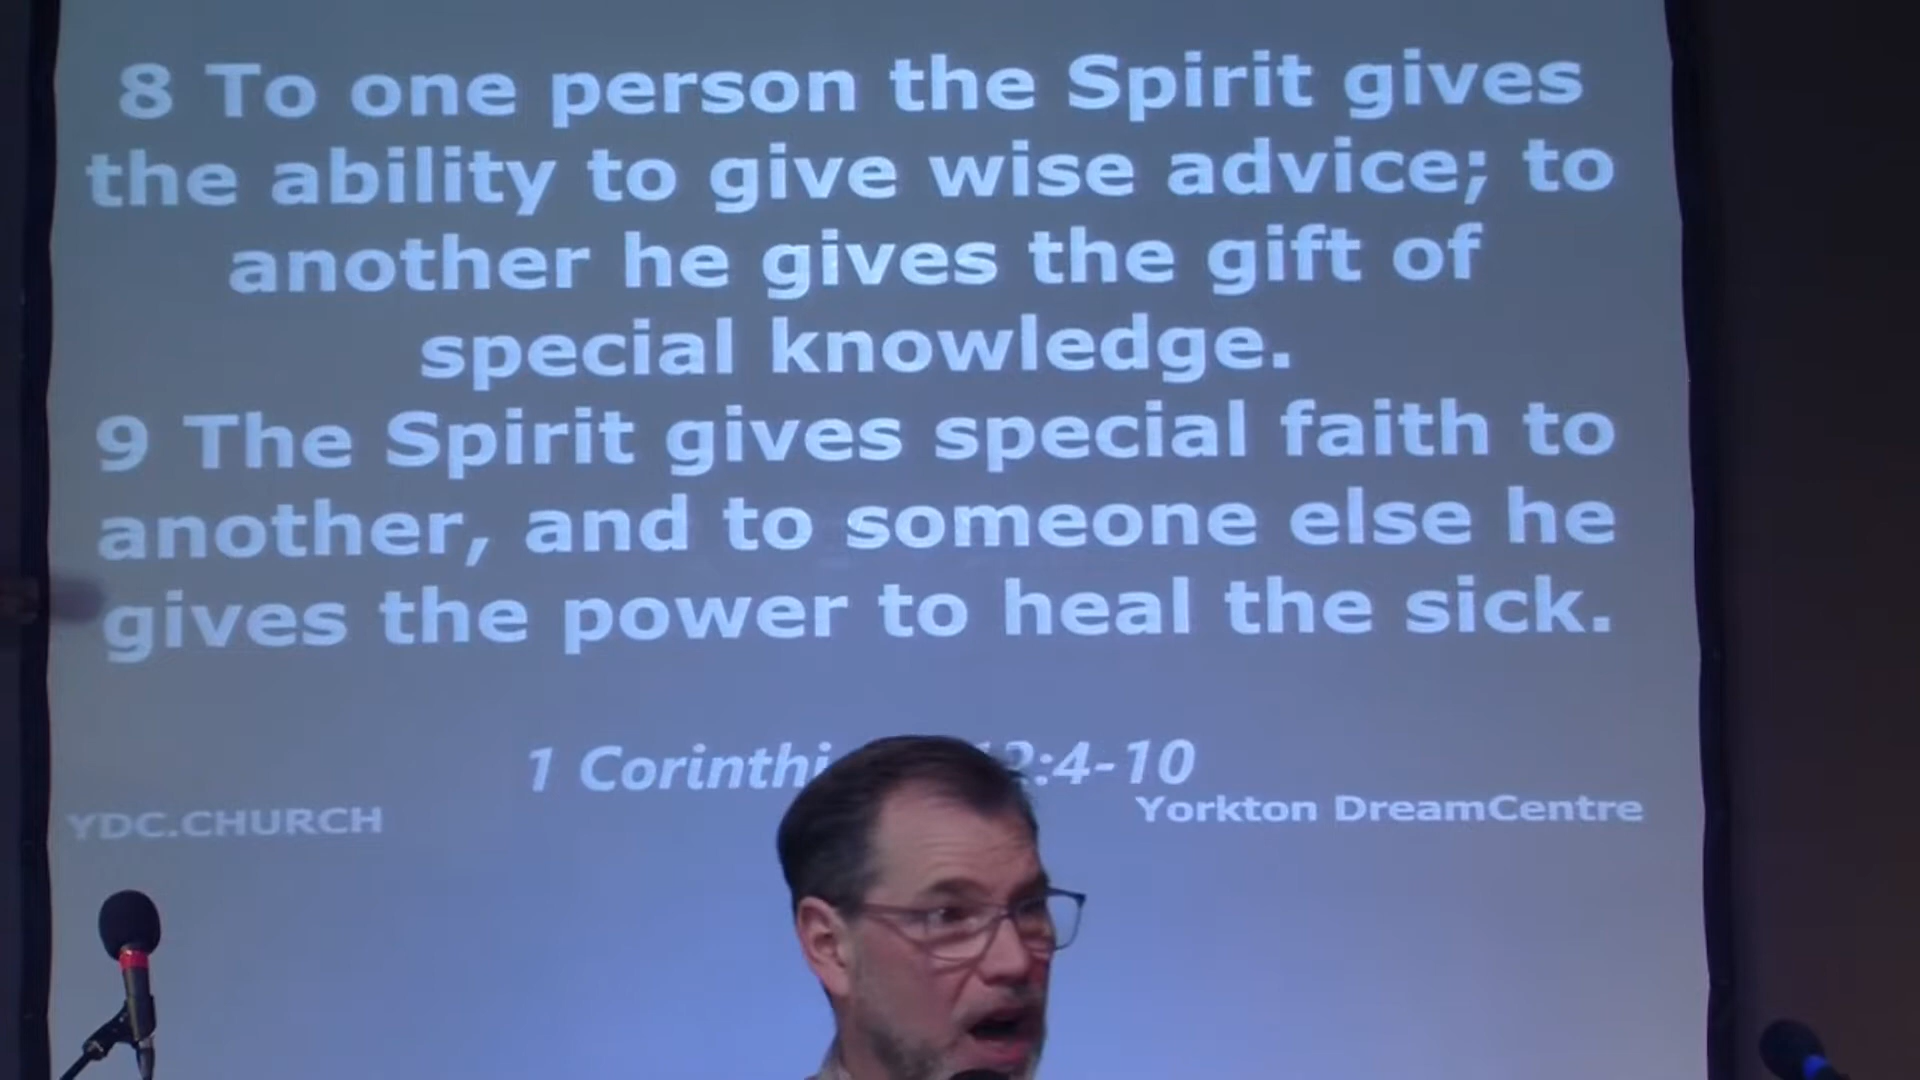 8 To one person the Spirit gives
the ability to give wise advice; to
another he gives the gift of
special knowledge.
9 The Spirit gives special faith to
another, and to someone else he
gives the power to heal the sick.
1 Corinthi 2:4-10
YDC.CHURCH
Yorkton DreamCentre